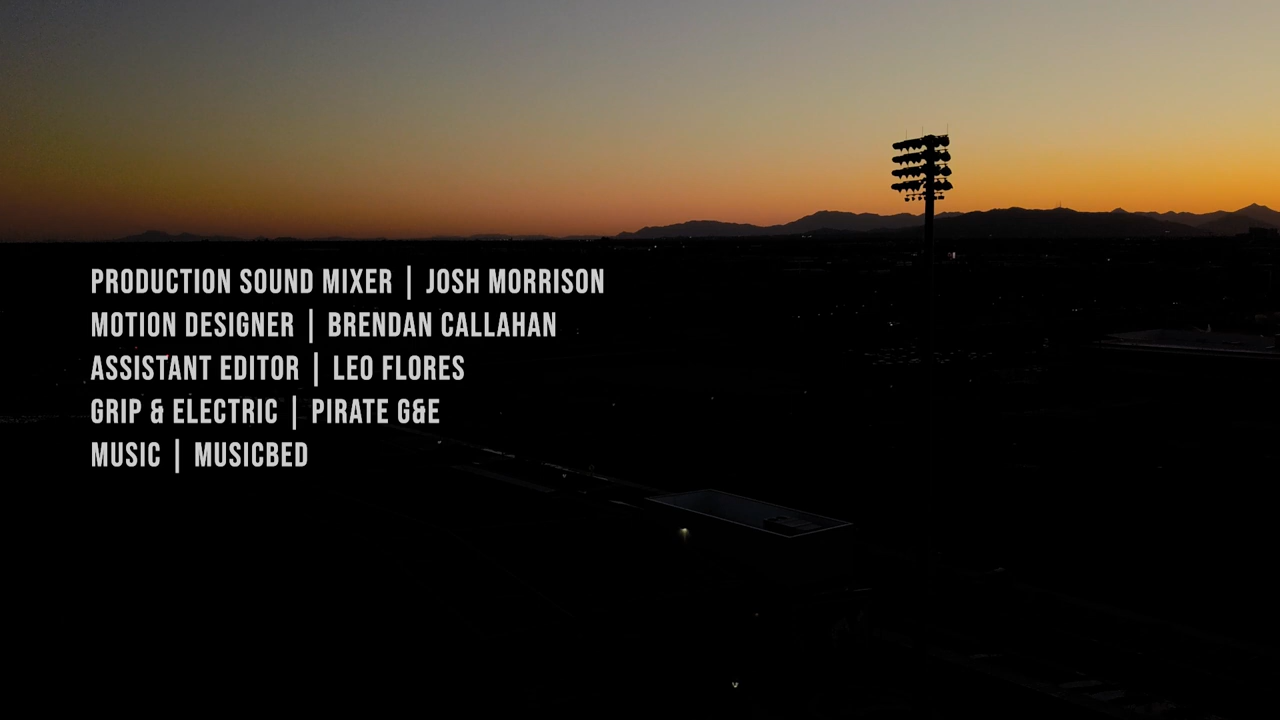 PRODUCTION SOUND MIXER | JOSH MORRISON
MOTION DESIGNER | BRENDAN CALLAHAN
ASSISTANT EDITOR | LEO FLORES
GRIP & ELECTRIC | PIRATE G&E
MUSIC | MUSICBED